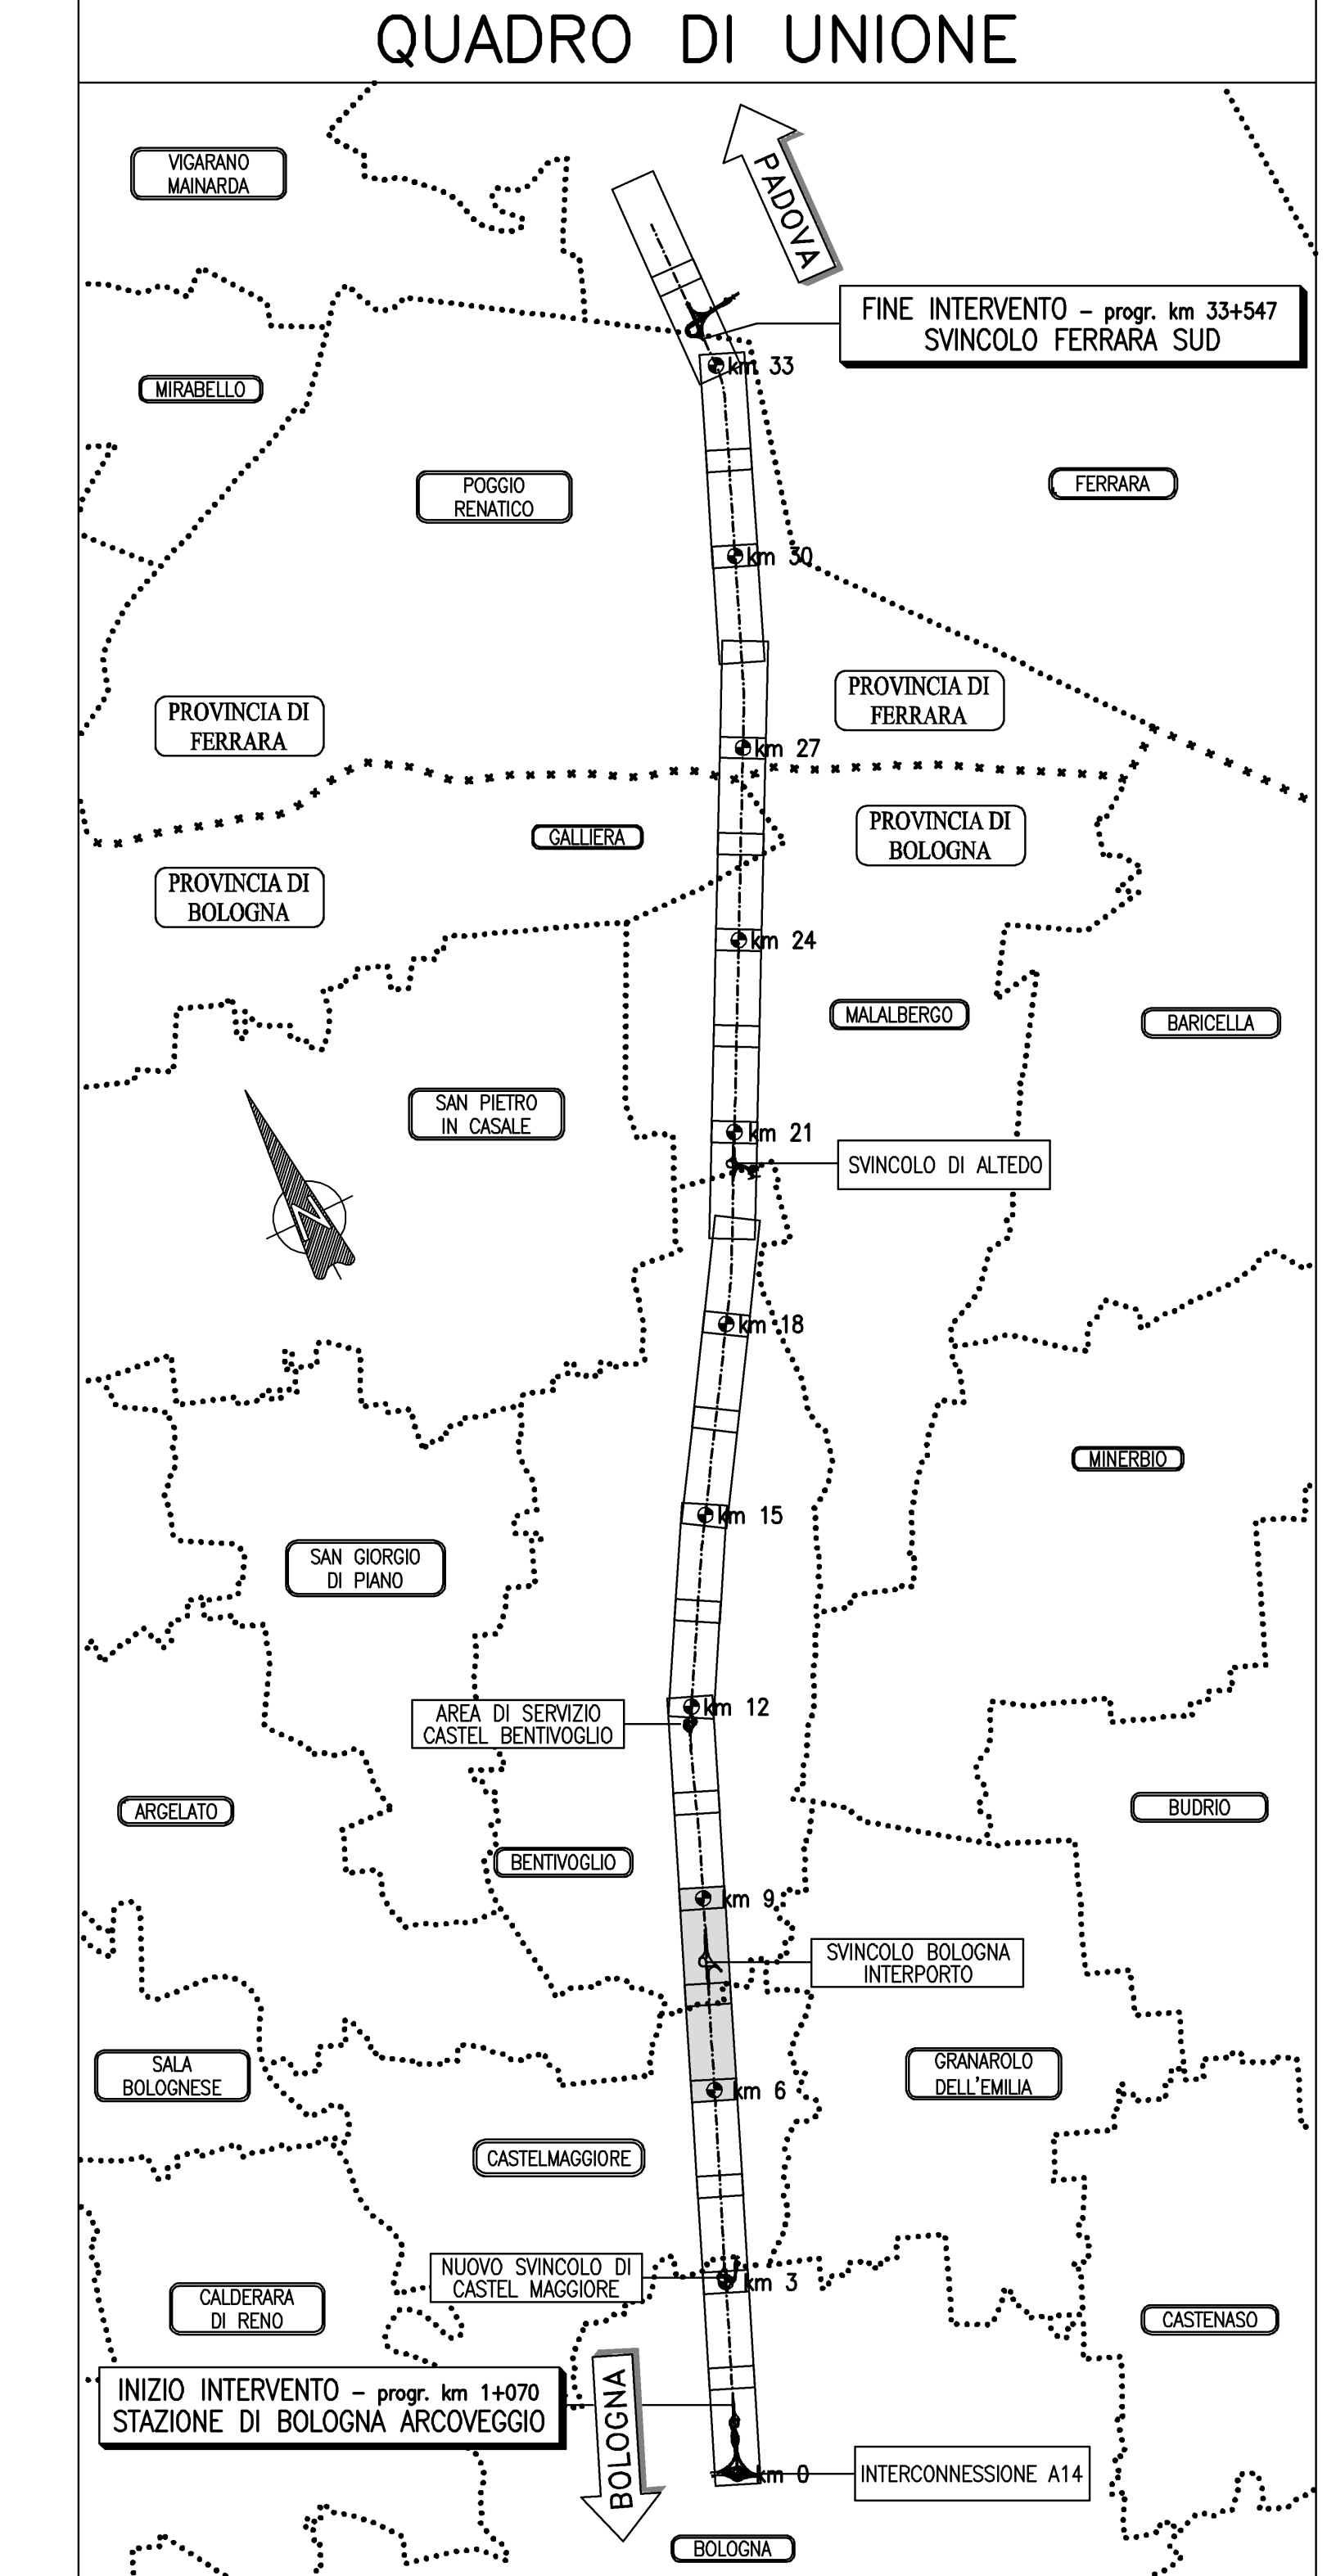 QUADRO DI UNIONE
VIGARANO
MAINARDA
PADOVA
FINE INTERVENTO – progr. km 33+547
SVINCOLO FERRARA SUD
km 33
MIRABELLO
POGGIO
RENATICO
FERRARA
km 30
PROVINCIA DI
FERRARA
PROVINCIA DI
FERRARA
km 27
GALLIERA
PROVINCIA DI
BOLOGNA
PROVINCIA DI
BOLOGNA
km 24
MALALBERGO
BARICELLA
SAN PIETRO
IN CASALE
km 21
SVINCOLO DI ALTEDO
N
km 18
MINERBIO
km 15
SAN GIORGIO
DI PIANO
km 12
AREA DI SERVIZIO
CASTEL BENTIVOGLIO
ARGELATO
BUDRIO
BENTIVOGLIO
km 9
SVINCOLO BOLOGNA
INTERPORTO
SALA
BOLOGNESE
GRANAROLO
DELL'EMILIA
km 6
CASTELMAGGIORE
NUOVO SVINCOLO DI
CASTEL MAGGIORE
km 3
CALDERARA
DI RENO
CASTENASO
INIZIO INTERVENTO – progr. km 1+070
STAZIONE DI BOLOGNA ARCOVEGGIO
BOLOGNA
km 0
INTERCONNESSIONE A14
BOLOGNA